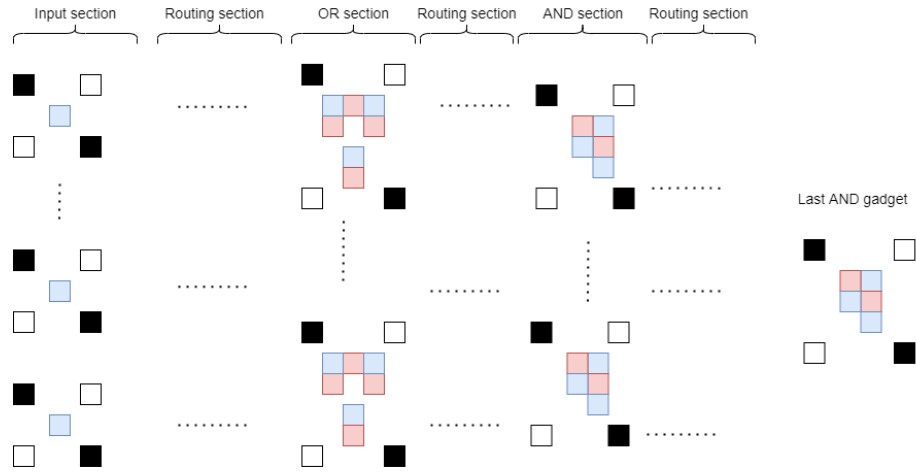 Input section
Routing section
OR section
Routing section
AND section
Routing section
Last AND gadget